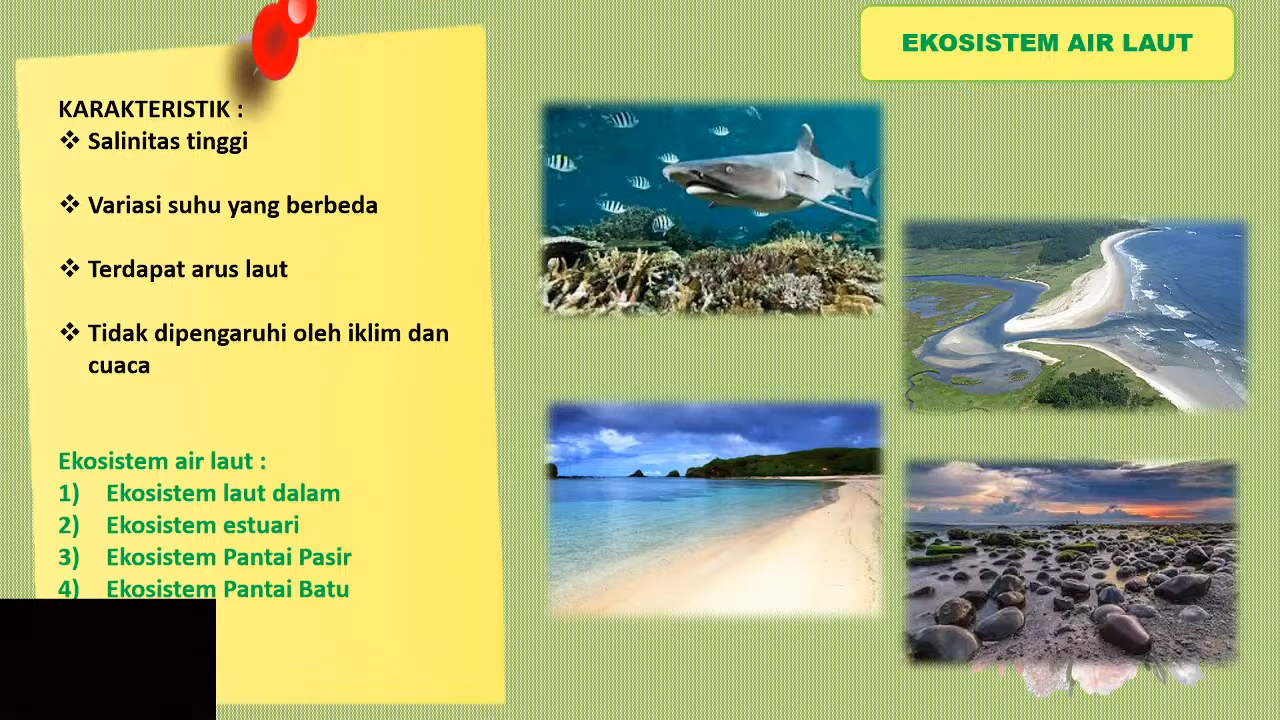 EKOSISTEM AIR LAUT
KARAKTERISTIK :
❖ Salinitas tinggi
❖ Variasi suhu yang berbeda
❖ Terdapat arus laut
❖ Tidak dipengaruhi oleh iklim dan
cuaca
Ekosistem air laut :
1) Ekosistem laut dalam
2) Ekosistem estuari
3) Ekosistem Pantai Pasir
4) Ekosistem Pantai Batu